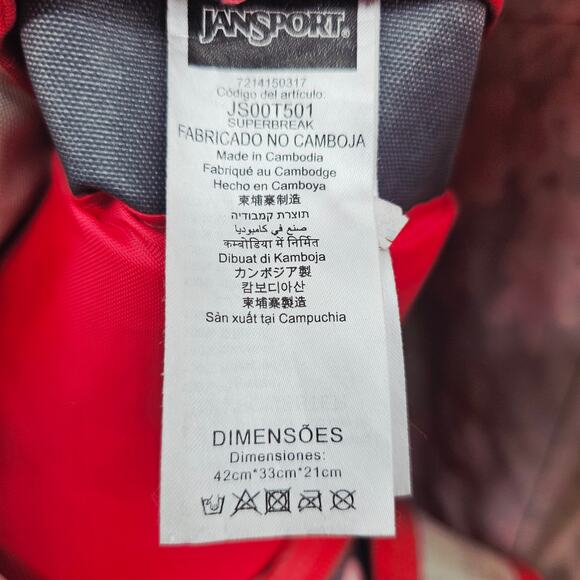 JANSPORT®
7214150317
Código del artículo:
JS00T501
SUPERBREAK
FABRICADO NO CAMBOJA
Made in Cambodia
Fabriqué au Cambodge
Hecho en Camboya
柬埔寨制造
תוצרת קמבודיה
صنع في كامبوديا
कम्बोडिया में निर्मित
Dibuat di Kamboja
カンボジア製
캄보디아산
柬埔寨製造
Sản xuất tại Campuchia
DIMENSÕES
Dimensiones:
42cm*33cm*21cm